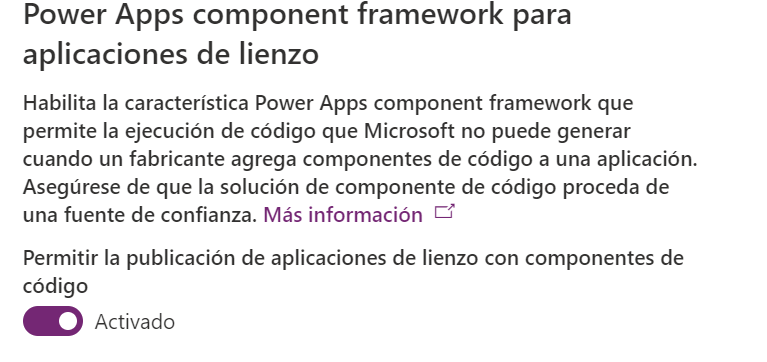 Power Apps component framework para
aplicaciones de lienzo
Habilita la característica Power Apps component framework que
permite la ejecución de código que Microsoft no puede generar
cuando un fabricante agrega componentes de código a una aplicación.
Asegúrese de que la solución de componente de código proceda de
una fuente de confianza. Más información
Permitir la publicación de aplicaciones de lienzo con componentes de
código
Activado